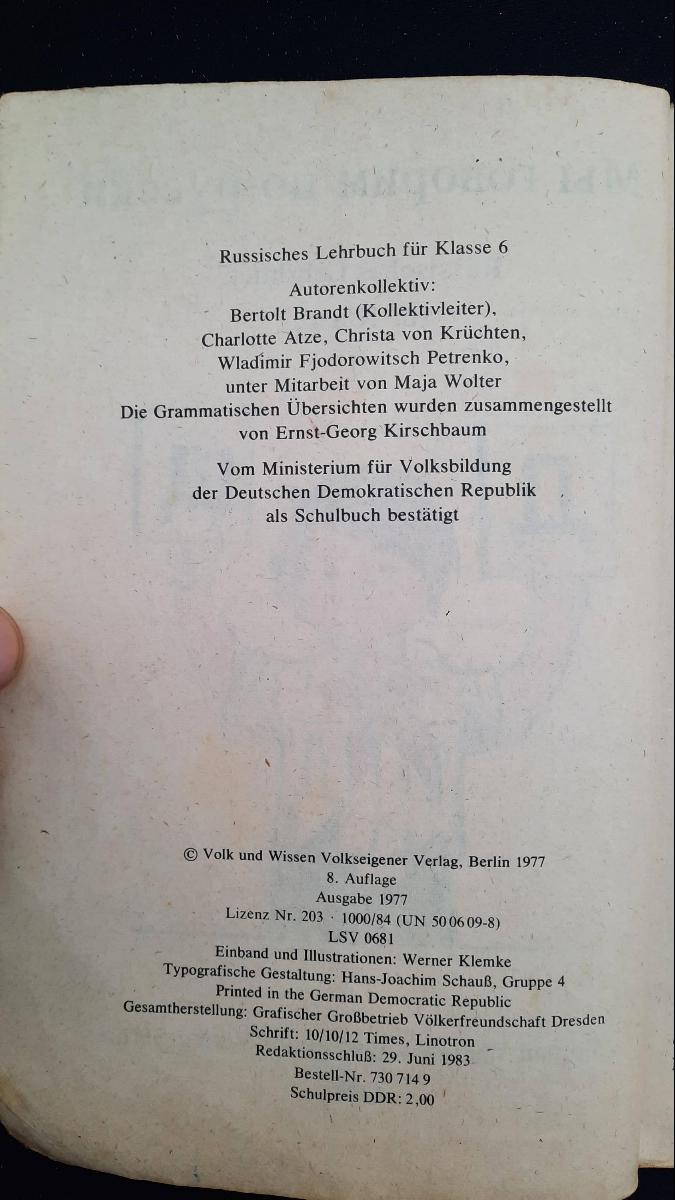 Russisches Lehrbuch für Klasse 6
Autorenkollektiv:
Bertolt Brandt (Kollektivleiter),
Charlotte Atze, Christa von Krüchten,
Wladimir Fjodorowitsch Petrenko,
unter Mitarbeit von Maja Wolter
Die Grammatischen Übersichten wurden zusammengestellt
von Ernst-Georg Kirschbaum
Vom Ministerium für Volksbildung
der Deutschen Demokratischen Republik
als Schulbuch bestätigt
© Volk und Wissen Volkseigener Verlag, Berlin 1977
8. Auflage
Ausgabe 1977
Lizenz Nr. 203 · 1000/84 (UN 50 06 09-8)
LSV 0681
Einband und Illustrationen: Werner Klemke
Typografische Gestaltung: Hans-Joachim Schauß, Gruppe 4
Printed in the German Democratic Republic
Gesamtherstellung: Grafischer Großbetrieb Völkerfreundschaft Dresden
Schrift: 10/10/12 Times, Linotron
Redaktionsschluß: 29. Juni 1983
Bestell-Nr. 730 714 9
Schulpreis DDR: 2,00